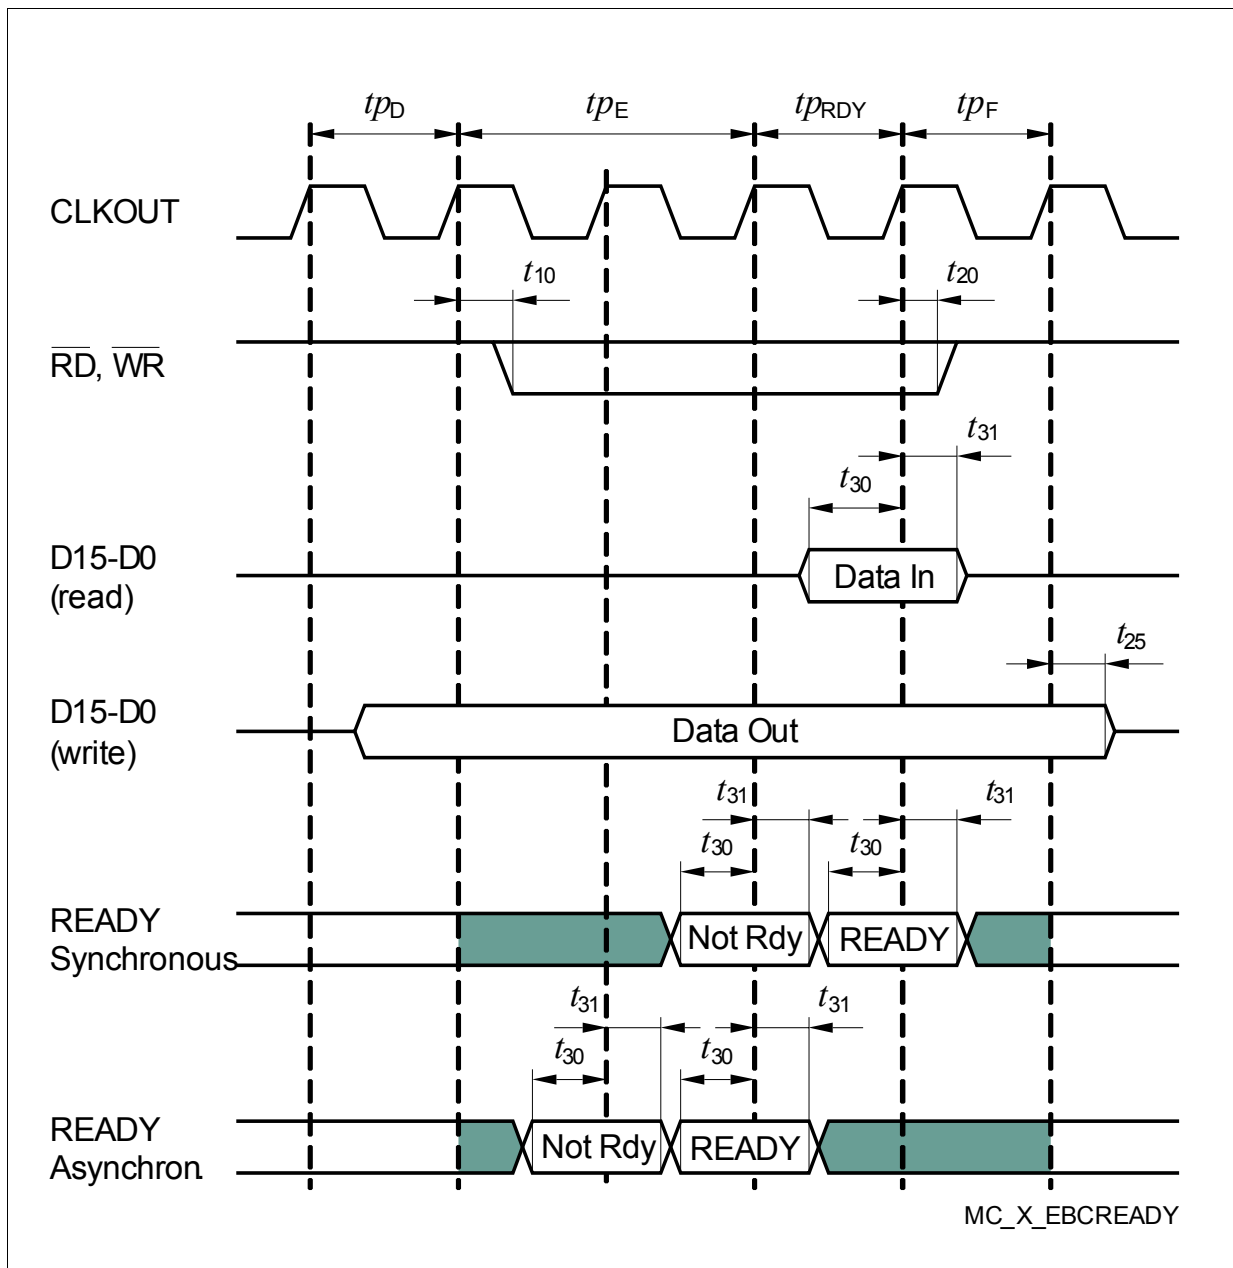 tpD tpE tpRDY tpF
CLKOUT
t10 t20
RD, WR
t31
t30
D15-D0
(read)
Data In
t25
D15-D0
(write)
Data Out
t31 t31
t30 t30
READY
Synchronous
Not Rdy READY
t31 t31
t30 t30
READY
Asynchron.
Not Rdy READY
MC_X_EBCREADY